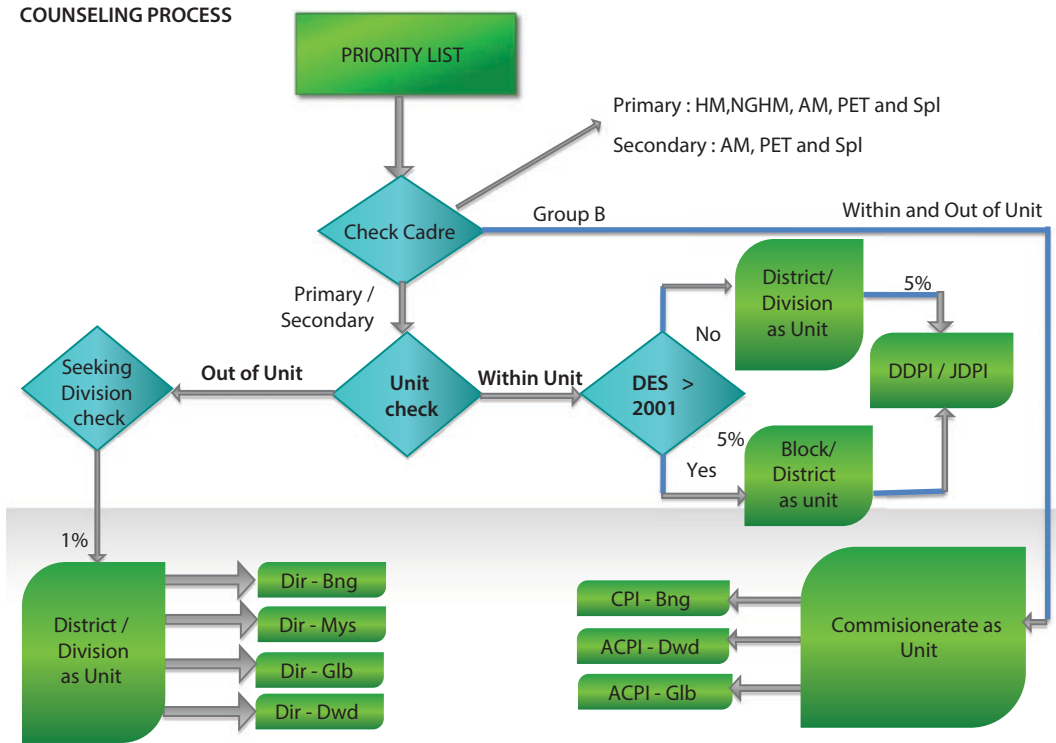 COUNSELING PROCESS
PRIORITY LIST
Primary : HM,NGHM, AM, PET and Spl
Secondary : AM, PET and Spl
Check Cadre
Group B
Within and Out of Unit
Primary /
Secondary
District/
Division
as Unit
5%
No
DDPI / JDPI
Seeking
Division
check
Out of Unit
Unit
check
Within Unit
DES >
2001
5%
Yes
Block/
District
as unit
1%
District /
Division
as Unit
Dir - Bng
Dir - Mys
Dir - Glb
Dir - Dwd
CPI - Bng
ACPI - Dwd
ACPI - Glb
Commisionerate as
Unit